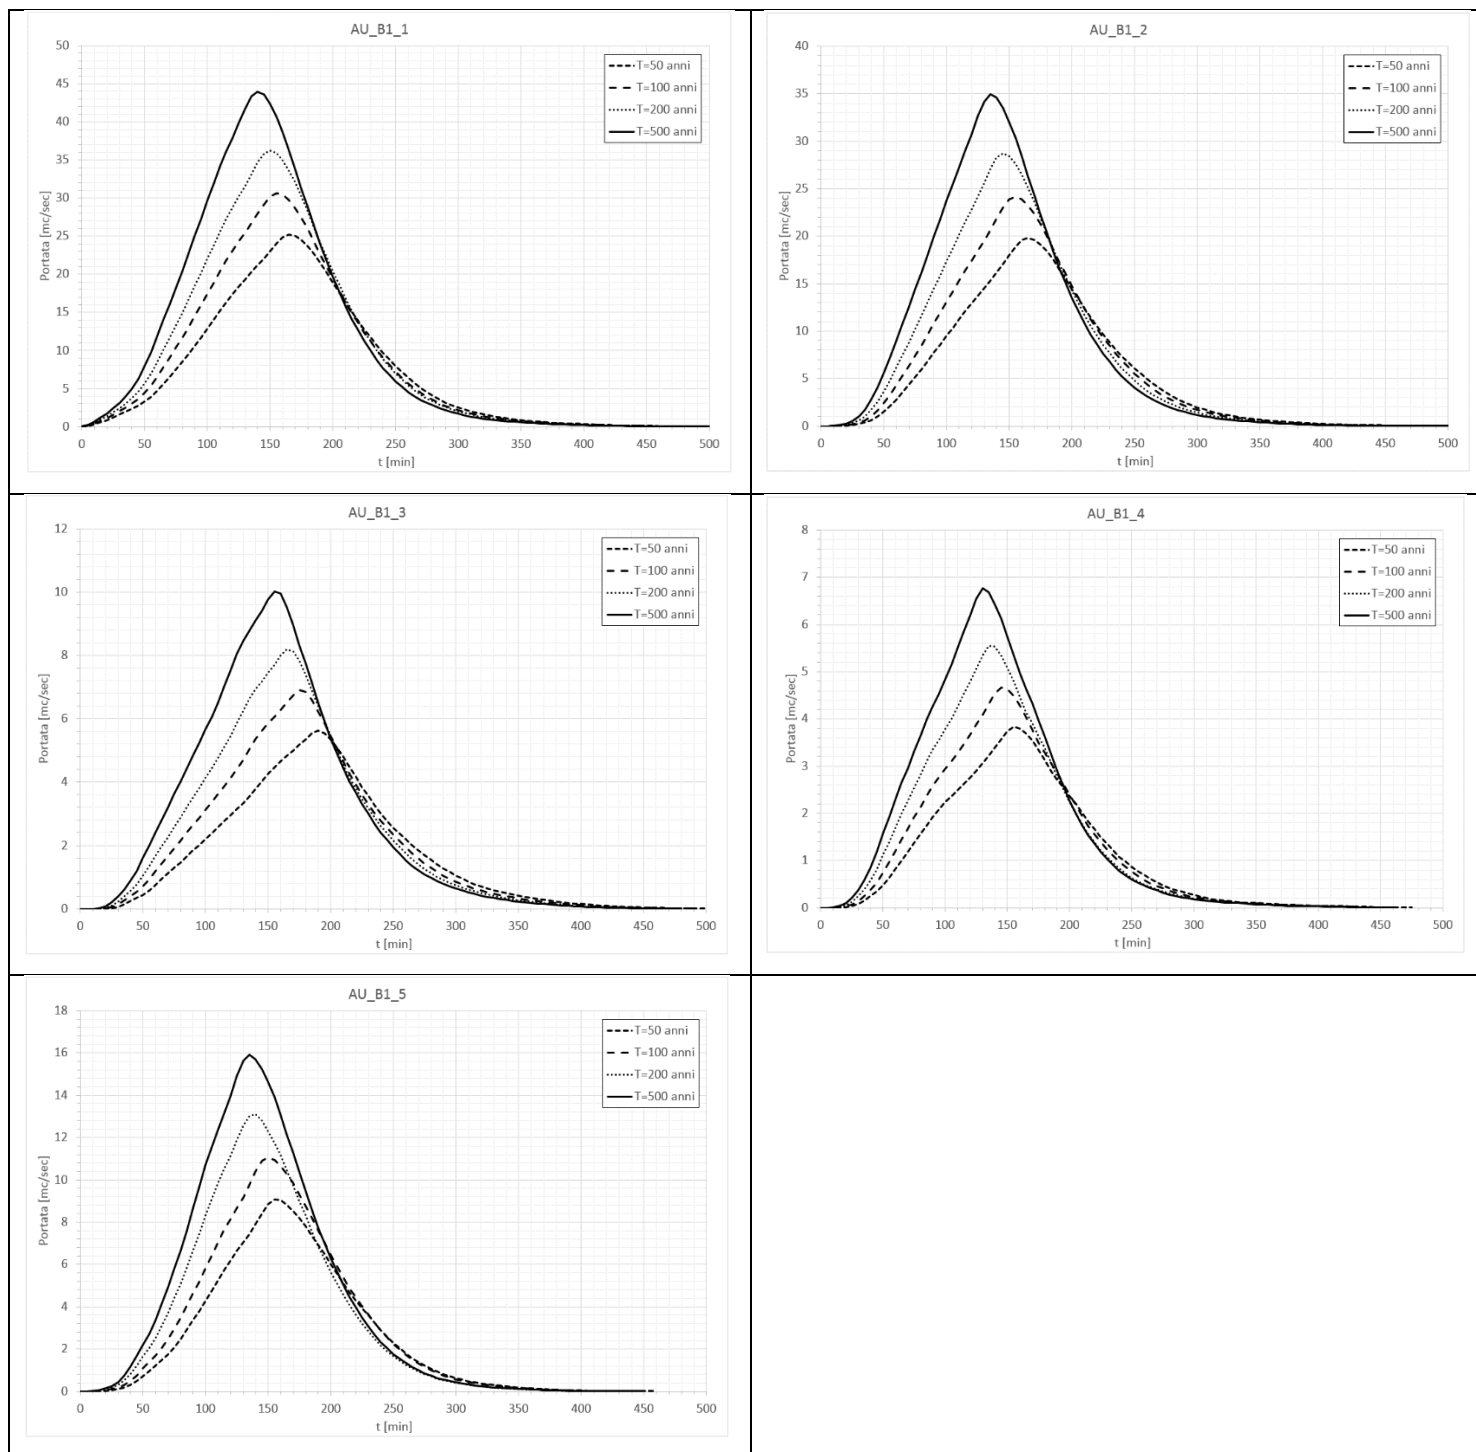 AU_B1_1
50
45
40
35
30
25
20
15
10
5
0
Portata [mc/sec]
0 50 100 150 200 250 300 350 400 450 500
t [min]
T=50 anni
T=100 anni
T=200 anni
T=500 anni
AU_B1_2
40
35
30
25
20
15
10
5
0
Portata [mc/sec]
0 50 100 150 200 250 300 350 400 450 500
t [min]
T=50 anni
T=100 anni
T=200 anni
T=500 anni
AU_B1_3
12
10
8
6
4
2
0
Portata [mc/sec]
0 50 100 150 200 250 300 350 400 450 500
t [min]
T=50 anni
T=100 anni
T=200 anni
T=500 anni
AU_B1_4
8
7
6
5
4
3
2
1
0
Portata [mc/sec]
0 50 100 150 200 250 300 350 400 450 500
t [min]
T=50 anni
T=100 anni
T=200 anni
T=500 anni
AU_B1_5
18
16
14
12
10
8
6
4
2
0
Portata [mc/sec]
0 50 100 150 200 250 300 350 400 450 500
t [min]
T=50 anni
T=100 anni
T=200 anni
T=500 anni